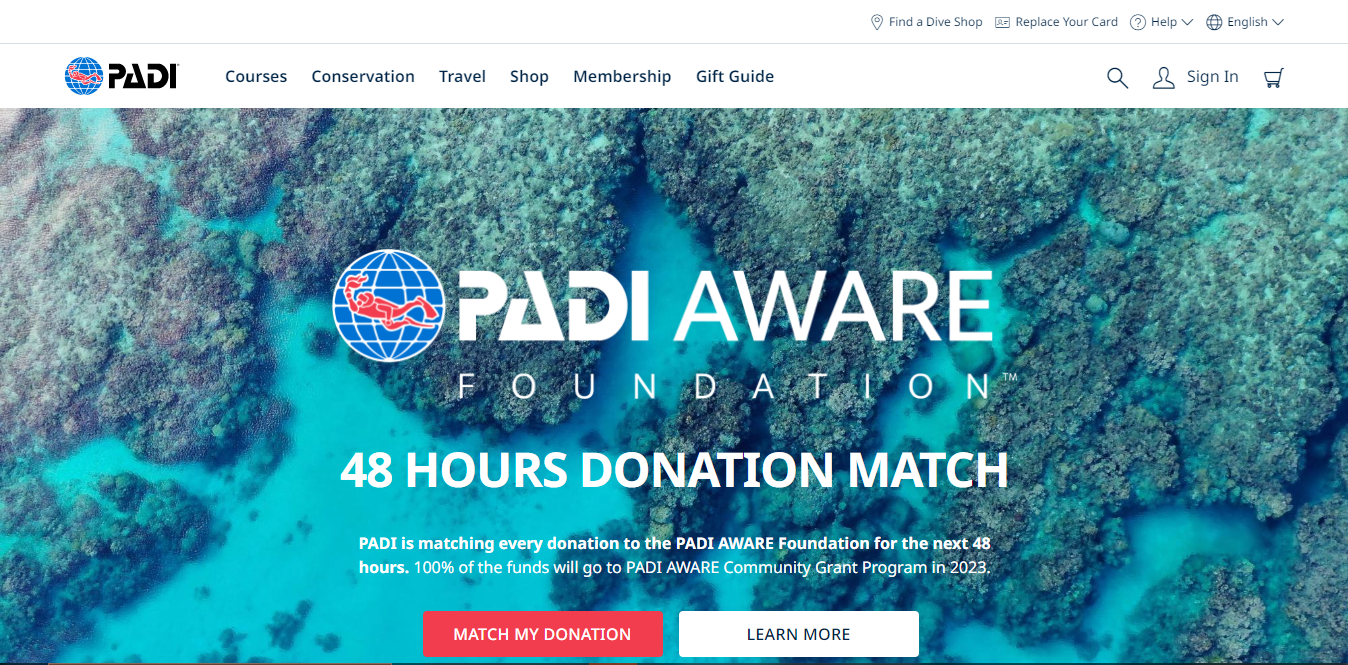 Find a Dive Shop Replace Your Card Help English
PADI Courses Conservation Travel Shop Membership Gift Guide Sign In
PADI AWARE
FOUNDATION™
48 HOURS DONATION MATCH
PADI is matching every donation to the PADI AWARE Foundation for the next 48
hours. 100% of the funds will go to PADI AWARE Community Grant Program in 2023.
MATCH MY DONATION LEARN MORE